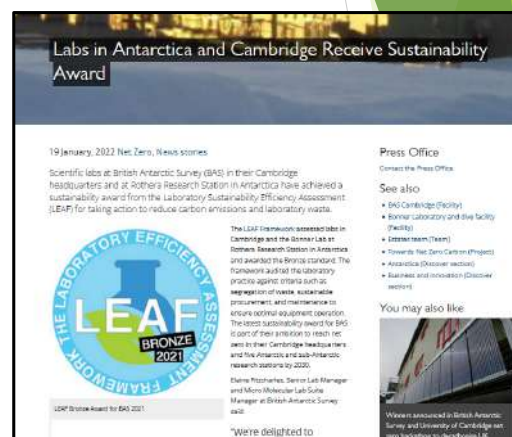 Labs in Antarctica and Cambridge Receive Sustainability
Award
19 January, 2022 Net Zero, News stories
Scientific labs at British Antarctic Survey (BAS) in their Cambridge
headquarters and at Rothera Research Station in Antarctica have achieved a
sustainability award from the Laboratory Sustainability Efficiency Assessment
(LEAF) for taking action to reduce carbon emissions and laboratory waste.
THE LABORATORY EFFICIENCY ASSESSMENT FRAMEWORK
LEAF
BRONZE
2021
LEAF Bronze Award for BAS 2021
The LEAF Framework assessed labs in
Cambridge and the Bonner Lab at
Rothera Research Station in Antarctica
and awarded the Bronze standard. The
framework audited the laboratory
practice against criteria such as
segregation of waste, sustainable
procurement, and maintenance to
ensure optimal equipment operation.
The latest sustainability award for BAS
is part of their ambition to reach net
zero in their Cambridge headquarters
and five Antarctic and sub-Antarctic
research stations by 2030.
Elaine Fitzcharles, Senior Lab Manager
and Micro Molecular Lab Suite
Manager at British Antarctic Survey
said:
"We're delighted to
Press Office
Contact the Press Office
See also
BAS Cambridge (Facility)
Bonner Laboratory and dive facility
(Facility)
Estates team (Team)
Towards Net Zero Carbon (Project)
Antarctica (Discover section)
Business and innovation (Discover
section)
You may also like
Winners announced in British Antarctic
Survey and University of Cambridge net
zero hackathon to decarbonise UK